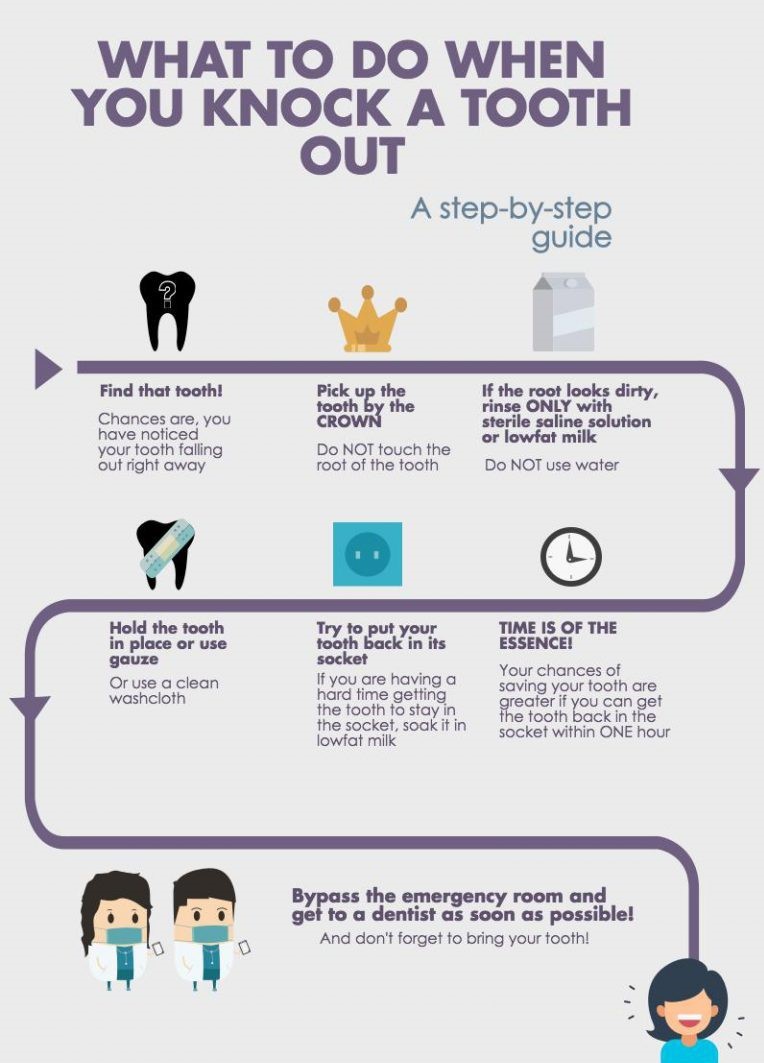 WHAT TO DO WHEN
YOU KNOCK A TOOTH
OUT
A step-by-step
guide
?
Find that tooth!
Chances are, you
have noticed
your tooth falling
out right away
Pick up the
tooth by the
CROWN
Do NOT touch the
root of the tooth
If the root looks dirty,
rinse ONLY with
sterile saline solution
or lowfat milk
Do NOT use water
TIME IS OF THE
ESSENCE!
Your chances of
saving your tooth are
greater if you can get
the tooth back in the
socket within ONE hour
Try to put your
tooth back in its
socket
If you are having a
hard time getting
the tooth to stay in
the socket, soak it in
lowfat milk
Hold the tooth
in place or use
gauze
Or use a clean
washcloth
Bypass the emergency room and
get to a dentist as soon as possible!
And don't forget to bring your tooth!